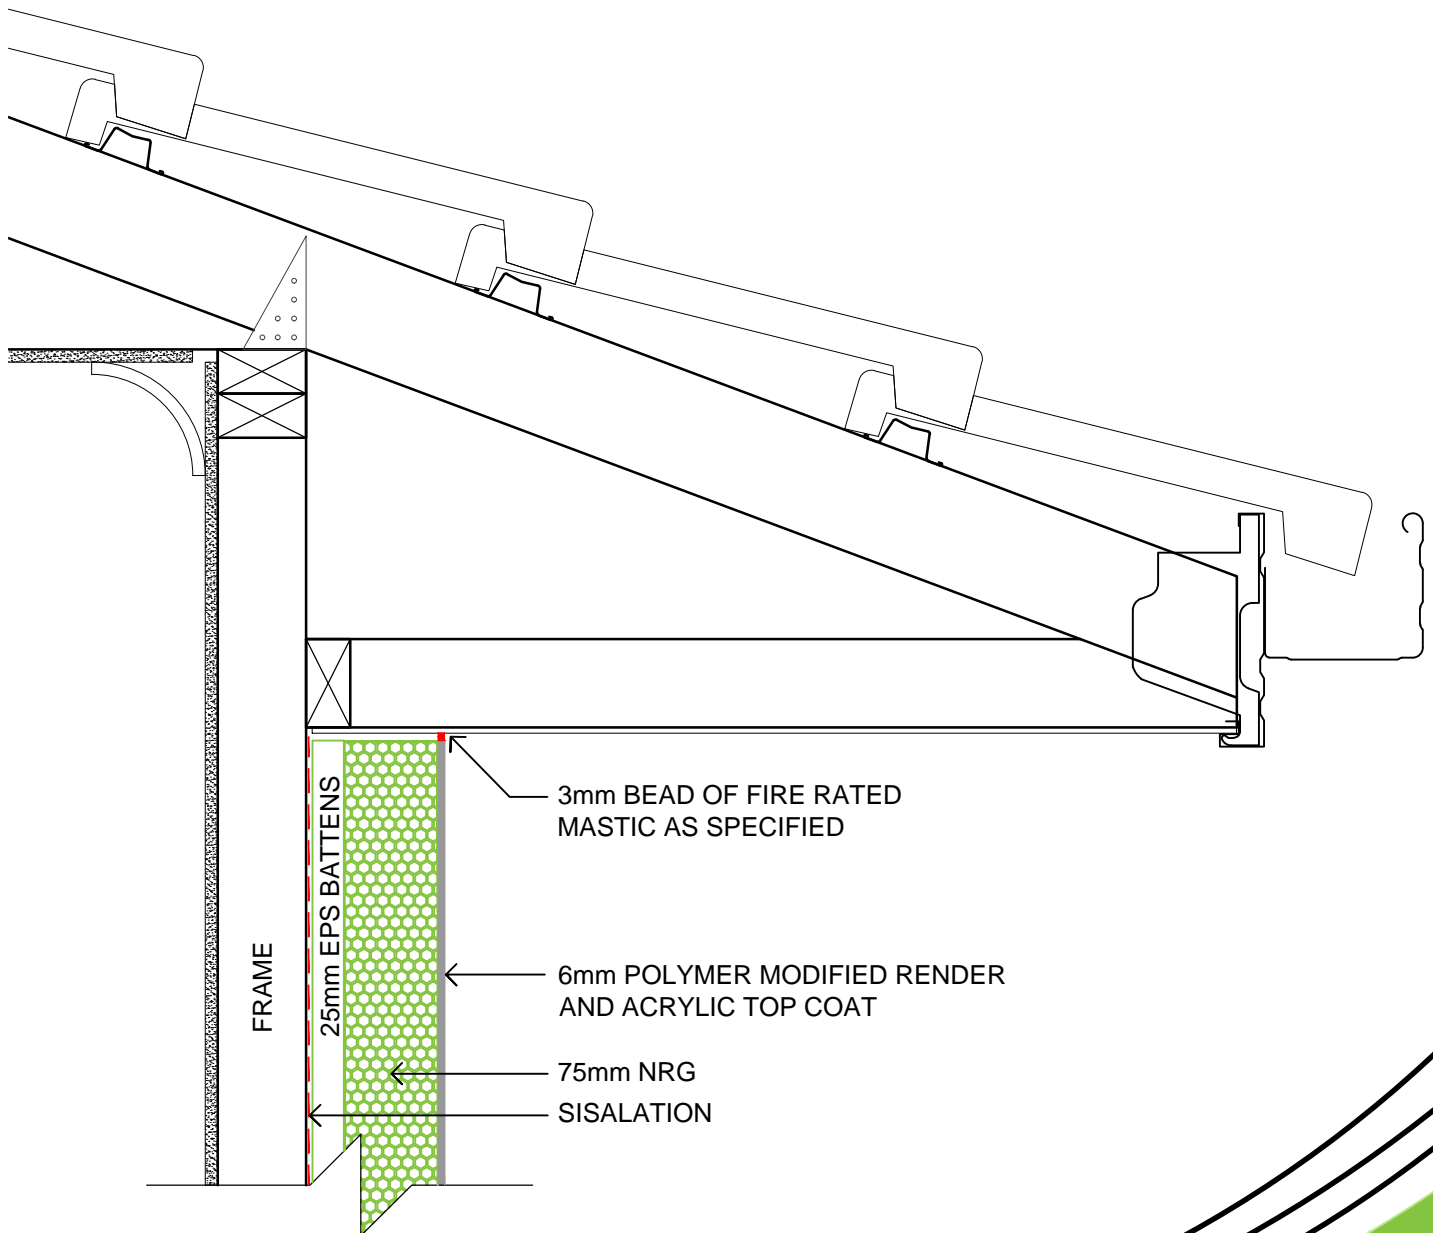 3mm BEAD OF FIRE RATED
MASTIC AS SPECIFIED
25mm EPS BATTENS
FRAME
6mm POLYMER MODIFIED RENDER
AND ACRYLIC TOP COAT
75mm NRG
SISALATION